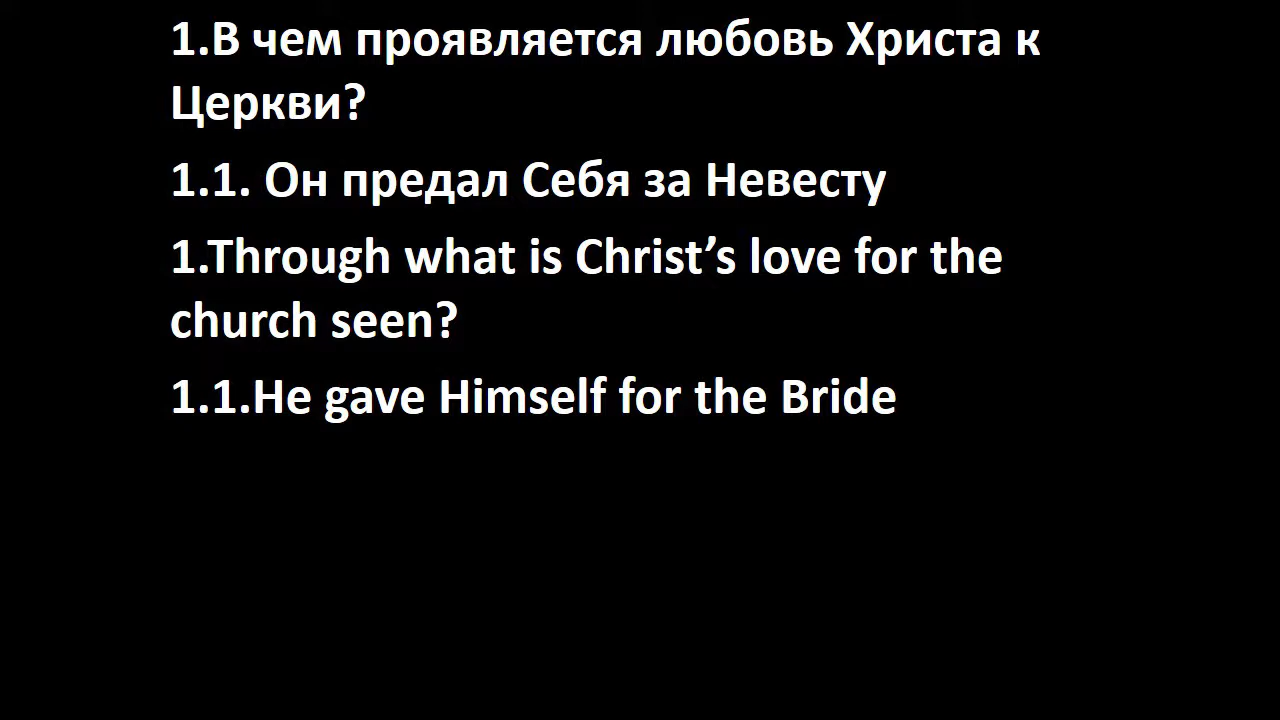 1.В чем проявляется любовь Христа к
Церкви?
1.1. Он предал Себя за Невесту
1.Through what is Christ’s love for the
church seen?
1.1.He gave Himself for the Bride